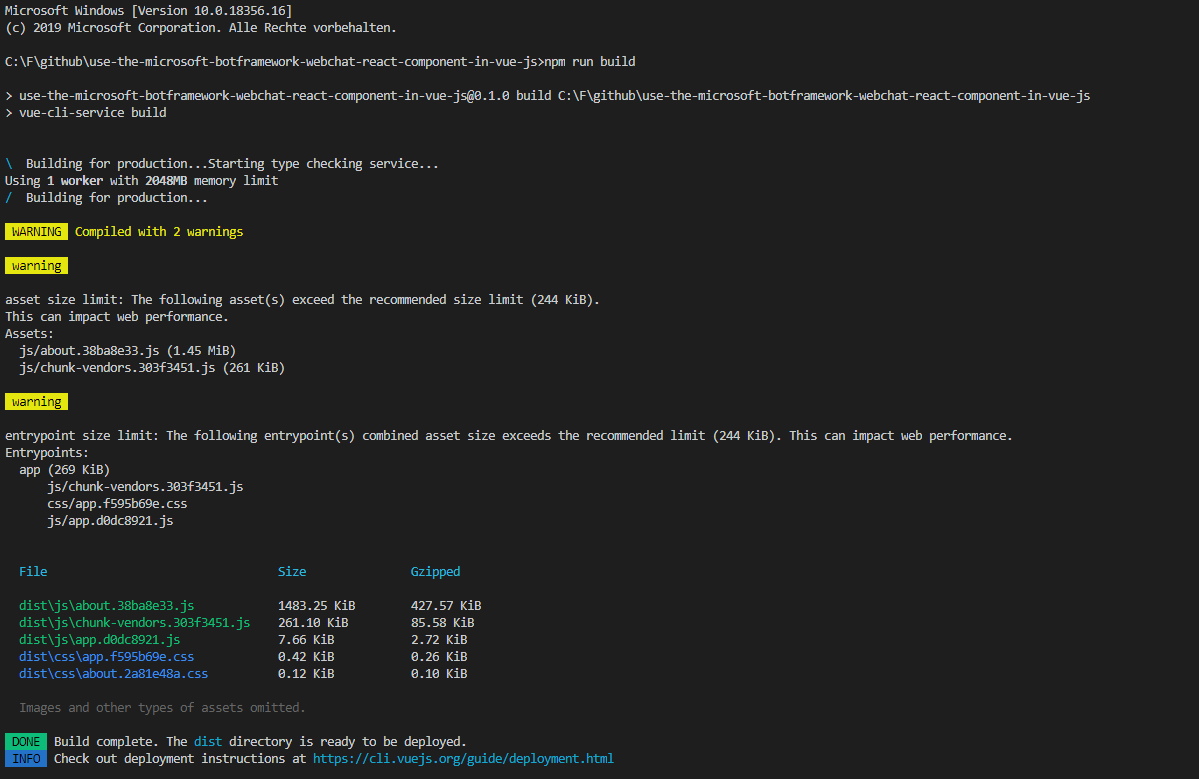 Microsoft Windows [Version 10.0.18356.16]
(c) 2019 Microsoft Corporation. Alle Rechte vorbehalten.
C:\F\github\use-the-microsoft-botframework-webchat-react-component-in-vue-js>npm run build
> use-the-microsoft-botframework-webchat-react-component-in-vue-js@0.1.0 build C:\F\github\use-the-microsoft-botframework-webchat-react-component-in-vue-js
> vue-cli-service build
\  Building for production...Starting type checking service...
Using 1 worker with 2048MB memory limit
/  Building for production...
WARNING  Compiled with 2 warnings
warning
asset size limit: The following asset(s) exceed the recommended size limit (244 KiB).
This can impact web performance.
Assets:
  js/about.38ba8e33.js (1.45 MiB)
  js/chunk-vendors.303f3451.js (261 KiB)
warning
entrypoint size limit: The following entrypoint(s) combined asset size exceeds the recommended limit (244 KiB). This can impact web performance.
Entrypoints:
  app (269 KiB)
      js/chunk-vendors.303f3451.js
      css/app.f595b69e.css
      js/app.d0dc8921.js
  File                                 Size               Gzipped
  dist\js\about.38ba8e33.js            1483.25 KiB        427.57 KiB
  dist\js\chunk-vendors.303f3451.js    261.10 KiB         85.58 KiB
  dist\js\app.d0dc8921.js              7.66 KiB           2.72 KiB
  dist\css\app.f595b69e.css            0.42 KiB           0.26 KiB
  dist\css\about.2a81e48a.css          0.12 KiB           0.10 KiB
  Images and other types of assets omitted.
DONE  Build complete. The dist directory is ready to be deployed.
INFO  Check out deployment instructions at https://cli.vuejs.org/guide/deployment.html